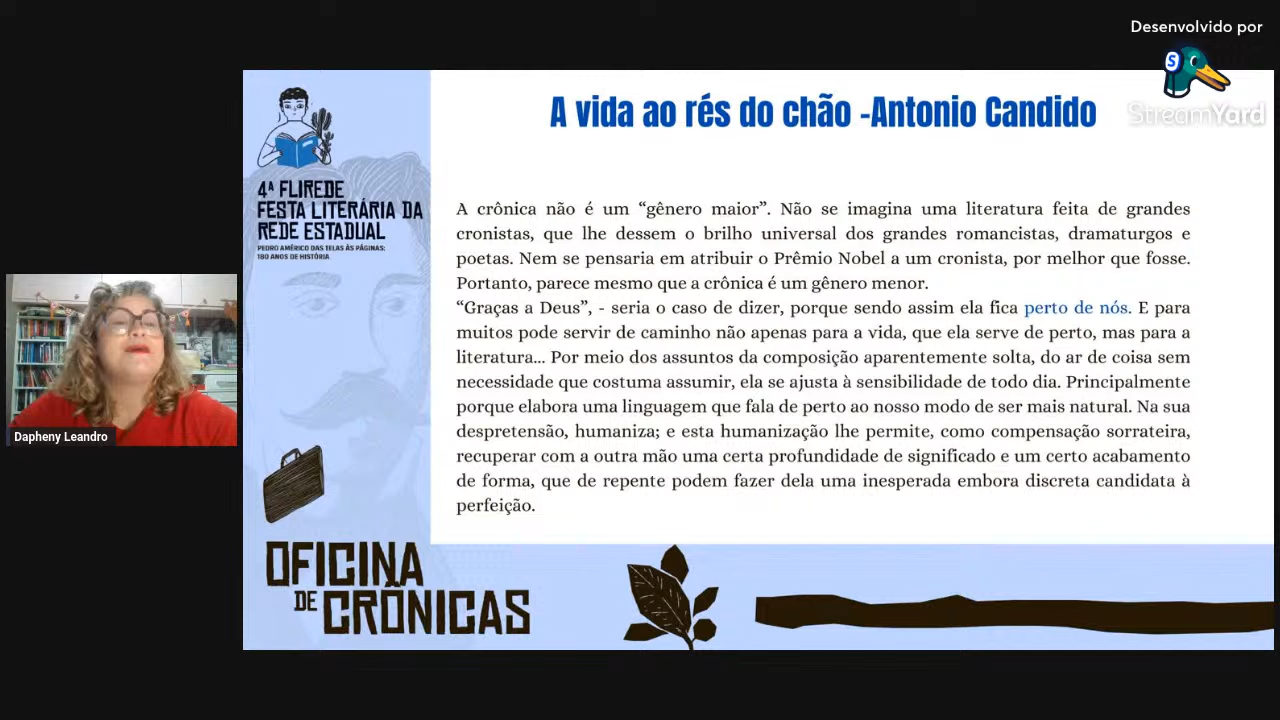 Desenvolvido por
S
StreamYard
A vida ao rés do chão -Antonio Candido
4ª FLIREDE
FESTA LITERÁRIA DA
REDE ESTADUAL
PEDRO AMÉRICO DAS TELAS ÀS PÁGINAS:
180 ANOS DE HISTÓRIA
A crônica não é um “gênero maior”. Não se imagina uma literatura feita de grandes
cronistas, que lhe dessem o brilho universal dos grandes romancistas, dramaturgos e
poetas. Nem se pensaria em atribuir o Prêmio Nobel a um cronista, por melhor que fosse.
Portanto, parece mesmo que a crônica é um gênero menor.
“Graças a Deus”, - seria o caso de dizer, porque sendo assim ela fica perto de nós. E para
muitos pode servir de caminho não apenas para a vida, que ela serve de perto, mas para a
literatura... Por meio dos assuntos da composição aparentemente solta, do ar de coisa sem
necessidade que costuma assumir, ela se ajusta à sensibilidade de todo dia. Principalmente
porque elabora uma linguagem que fala de perto ao nosso modo de ser mais natural. Na sua
despretensão, humaniza; e esta humanização lhe permite, como compensação sorrateira,
recuperar com a outra mão uma certa profundidade de significado e um certo acabamento
de forma, que de repente podem fazer dela uma inesperada embora discreta candidata à
perfeição.
Dapheny Leandro
OFICINA
DE CRÔNICAS